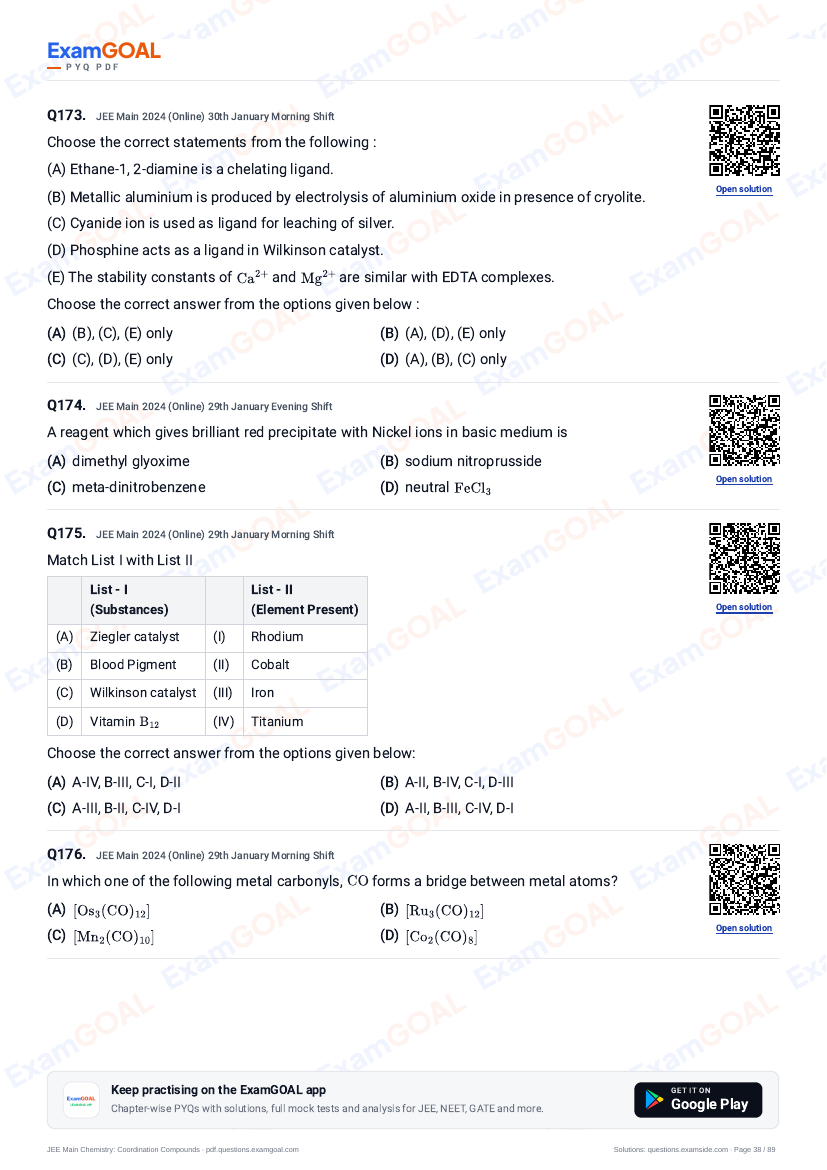 ExamGOAL
PYQ PDF
Q173. JEE Main 2024 (Online) 30th January Morning Shift
Choose the correct statements from the following :
(A) Ethane-1, 2-diamine is a chelating ligand.
(B) Metallic aluminium is produced by electrolysis of aluminium oxide in presence of cryolite.
(C) Cyanide ion is used as ligand for leaching of silver.
(D) Phosphine acts as a ligand in Wilkinson catalyst.
(E) The stability constants of Ca²⁺ and Mg²⁺ are similar with EDTA complexes.
Choose the correct answer from the options given below :
(A) (B), (C), (E) only (B) (A), (D), (E) only
(C) (C), (D), (E) only (D) (A), (B), (C) only
Open solution
Q174. JEE Main 2024 (Online) 29th January Evening Shift
A reagent which gives brilliant red precipitate with Nickel ions in basic medium is
(A) dimethyl glyoxime (B) sodium nitroprusside
(C) meta-dinitrobenzene (D) neutral FeCl₃
Open solution
Q175. JEE Main 2024 (Online) 29th January Morning Shift
Match List I with List II
List - I (Substances) List - II (Element Present)
(A) Ziegler catalyst (I) Rhodium
(B) Blood Pigment (II) Cobalt
(C) Wilkinson catalyst (III) Iron
(D) Vitamin B₁₂ (IV) Titanium
Choose the correct answer from the options given below:
(A) A-IV, B-III, C-I, D-II (B) A-II, B-IV, C-I, D-III
(C) A-III, B-II, C-IV, D-I (D) A-II, B-III, C-IV, D-I
Open solution
Q176. JEE Main 2024 (Online) 29th January Morning Shift
In which one of the following metal carbonyls, CO forms a bridge between metal atoms?
(A) [Os₃(CO)₁₂] (B) [Ru₃(CO)₁₂]
(C) [Mn₂(CO)₁₀] (D) [Co₂(CO)₈]
Open solution
ExamGOAL
Keep practising on the ExamGOAL app
Chapter-wise PYQs with solutions, full mock tests and analysis for JEE, NEET, GATE and more.
GET IT ON
Google Play
JEE Main Chemistry: Coordination Compounds · pdf.questions.examgoal.com Solutions: questions.examside.com · Page 38 / 89